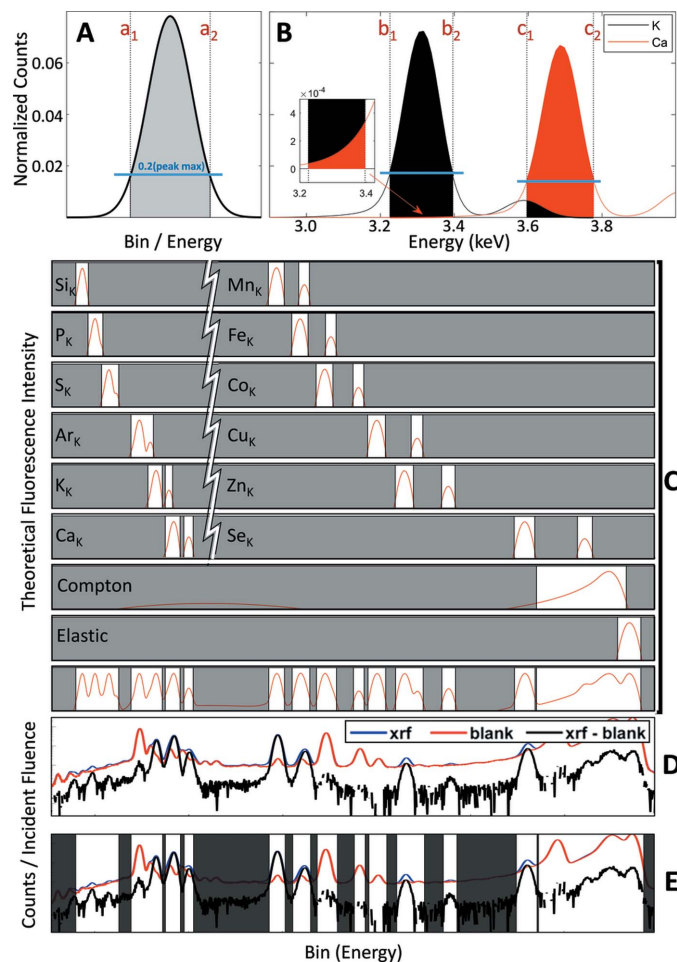 A
a1
a2
B
b1
b2
c1
c2
K
Ca
Normalized Counts
0.08
0.06
0.04
0.02
0.2(peak max)
× 10-4
4
2
0
3.2
3.4
3.0
3.2
3.4
3.6
3.8
Bin / Energy
Energy (keV)
Theoretical Fluorescence Intensity
SiK
MnK
PK
FeK
SK
CoK
ArK
CuK
KK
ZnK
C
CaK
SeK
Compton
Elastic
Counts / Incident Fluence
xrf
blank
xrf - blank
D
E
Bin (Energy)